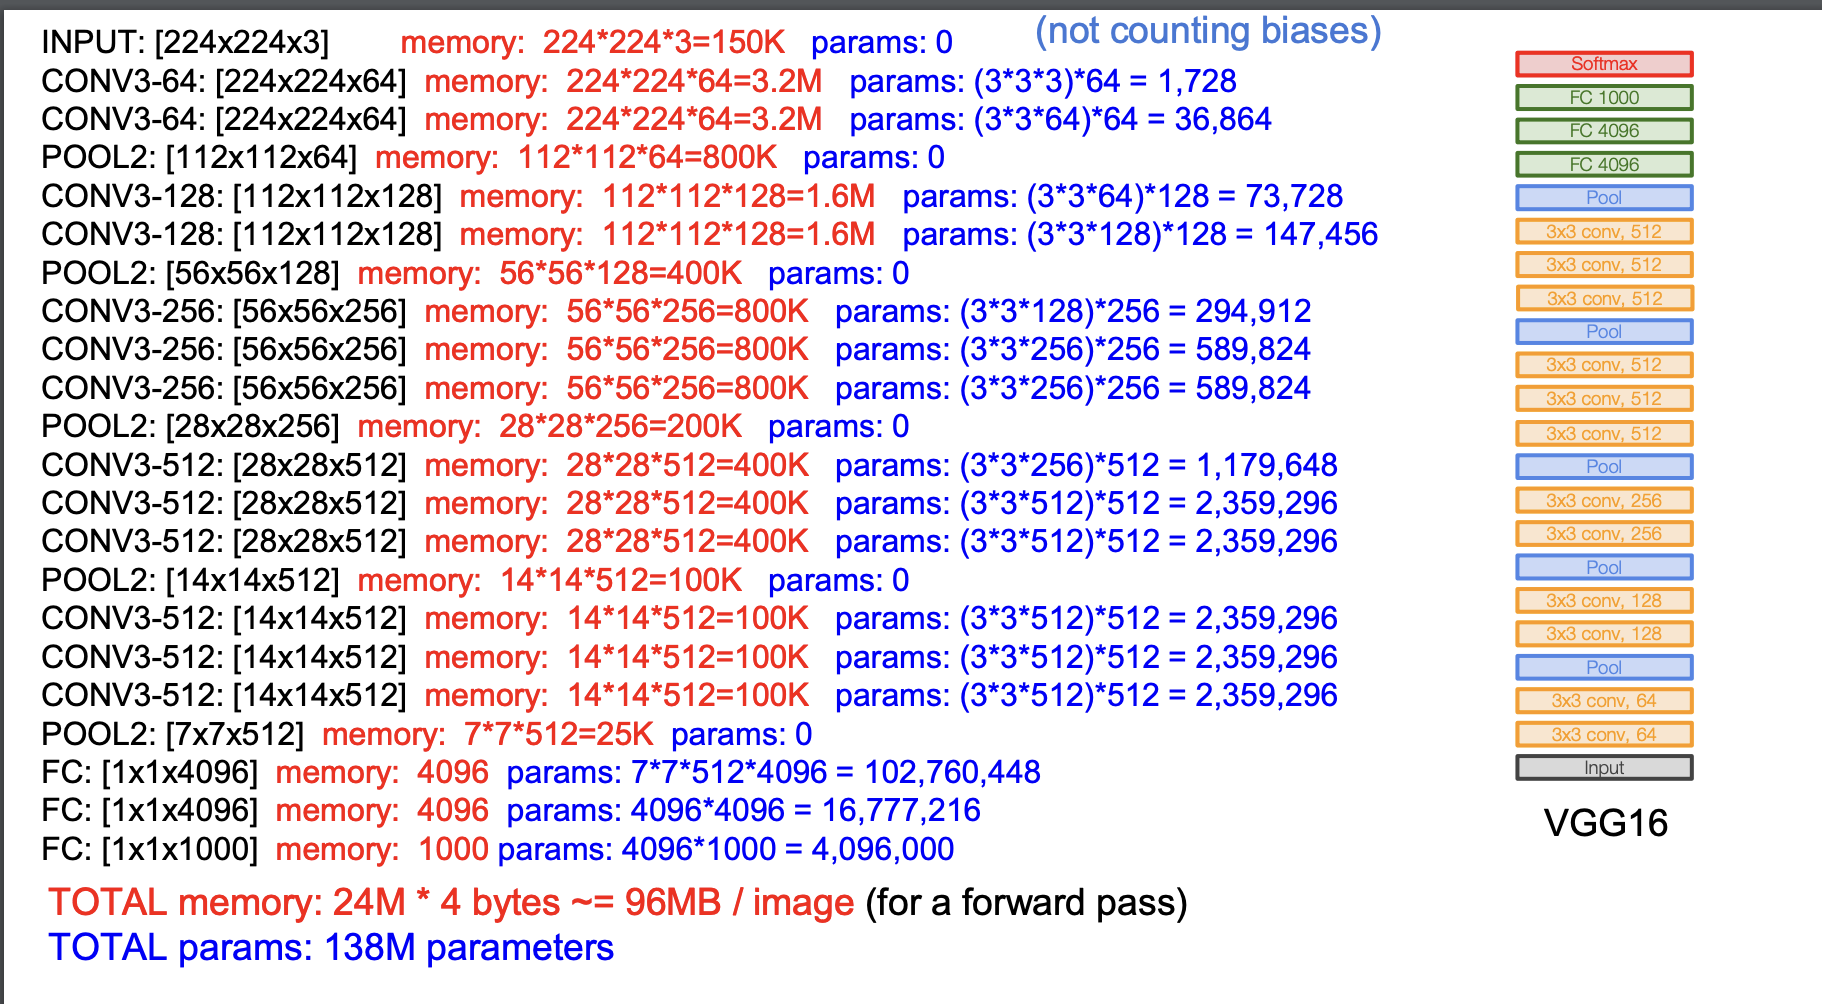 (not counting biases)
INPUT: [224x224x3] memory: 224*224*3=150K params: 0
CONV3-64: [224x224x64] memory: 224*224*64=3.2M params: (3*3*3)*64 = 1,728
CONV3-64: [224x224x64] memory: 224*224*64=3.2M params: (3*3*64)*64 = 36,864
POOL2: [112x112x64] memory: 112*112*64=800K params: 0
CONV3-128: [112x112x128] memory: 112*112*128=1.6M params: (3*3*64)*128 = 73,728
CONV3-128: [112x112x128] memory: 112*112*128=1.6M params: (3*3*128)*128 = 147,456
POOL2: [56x56x128] memory: 56*56*128=400K params: 0
CONV3-256: [56x56x256] memory: 56*56*256=800K params: (3*3*128)*256 = 294,912
CONV3-256: [56x56x256] memory: 56*56*256=800K params: (3*3*256)*256 = 589,824
CONV3-256: [56x56x256] memory: 56*56*256=800K params: (3*3*256)*256 = 589,824
POOL2: [28x28x256] memory: 28*28*256=200K params: 0
CONV3-512: [28x28x512] memory: 28*28*512=400K params: (3*3*256)*512 = 1,179,648
CONV3-512: [28x28x512] memory: 28*28*512=400K params: (3*3*512)*512 = 2,359,296
CONV3-512: [28x28x512] memory: 28*28*512=400K params: (3*3*512)*512 = 2,359,296
POOL2: [14x14x512] memory: 14*14*512=100K params: 0
CONV3-512: [14x14x512] memory: 14*14*512=100K params: (3*3*512)*512 = 2,359,296
CONV3-512: [14x14x512] memory: 14*14*512=100K params: (3*3*512)*512 = 2,359,296
CONV3-512: [14x14x512] memory: 14*14*512=100K params: (3*3*512)*512 = 2,359,296
POOL2: [7x7x512] memory: 7*7*512=25K params: 0
FC: [1x1x4096] memory: 4096 params: 7*7*512*4096 = 102,760,448
FC: [1x1x4096] memory: 4096 params: 4096*4096 = 16,777,216
FC: [1x1x1000] memory: 1000 params: 4096*1000 = 4,096,000
TOTAL memory: 24M * 4 bytes ~= 96MB / image (for a forward pass)
TOTAL params: 138M parameters
Softmax
FC 1000
FC 4096
FC 4096
Pool
3x3 conv, 512
3x3 conv, 512
3x3 conv, 512
Pool
3x3 conv, 512
3x3 conv, 512
3x3 conv, 512
Pool
3x3 conv, 256
3x3 conv, 256
Pool
3x3 conv, 128
3x3 conv, 128
Pool
3x3 conv, 64
3x3 conv, 64
Input
VGG16